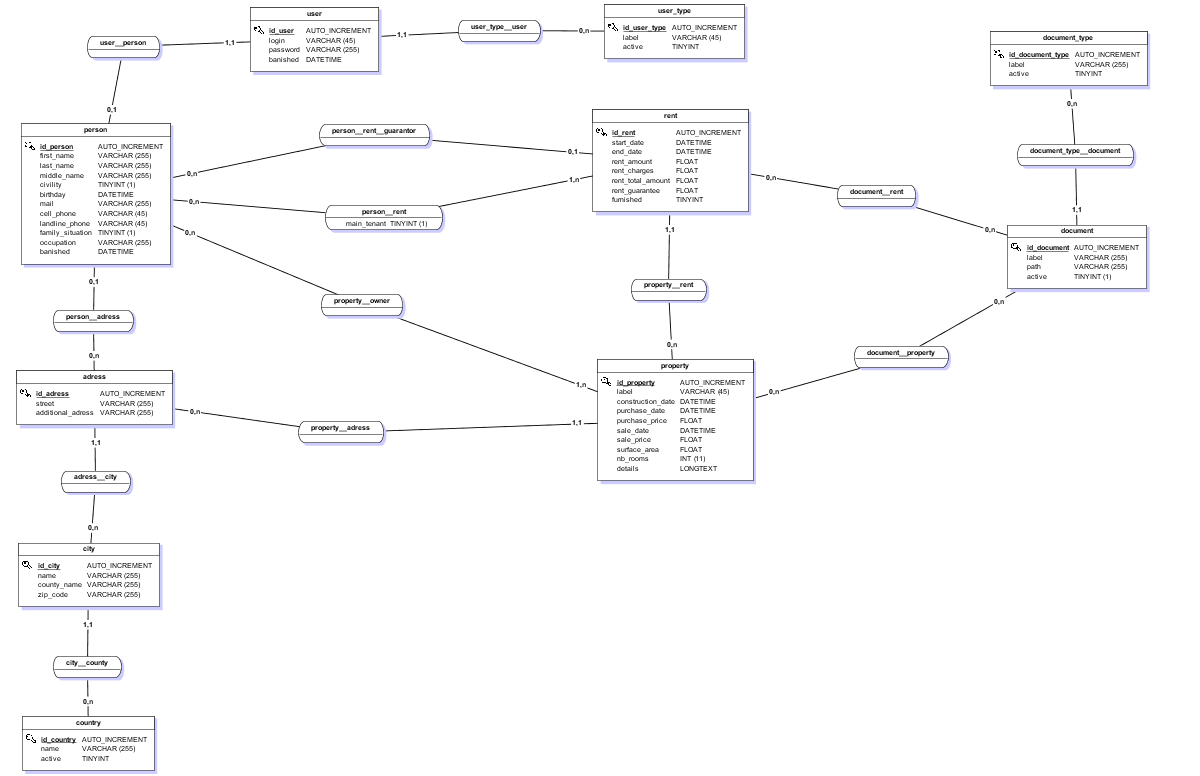 user
id_user AUTO_INCREMENT
login VARCHAR (45)
password VARCHAR (255)
banished DATETIME
user_type
id_user_type AUTO_INCREMENT
label VARCHAR (45)
active TINYINT
user_type__user
1,1
0,n
user__person
1,1
0,1
document_type
id_document_type AUTO_INCREMENT
label VARCHAR (255)
active TINYINT
0,n
document_type__document
1,1
person
id_person AUTO_INCREMENT
first_name VARCHAR (255)
last_name VARCHAR (255)
middle_name VARCHAR (255)
civility TINYINT (1)
birthday DATETIME
mail VARCHAR (255)
cell_phone VARCHAR (45)
landline_phone VARCHAR (45)
family_situation TINYINT (1)
occupation VARCHAR (255)
banished DATETIME
person__rent__guarantor
0,n
0,1
person__rent
main_tenant TINYINT (1)
0,n
1,n
rent
id_rent AUTO_INCREMENT
start_date DATETIME
end_date DATETIME
rent_amount FLOAT
rent_charges FLOAT
rent_total_amount FLOAT
rent_guarantee FLOAT
furnished TINYINT
0,n
document__rent
0,n
document
id_document AUTO_INCREMENT
label VARCHAR (255)
path VARCHAR (255)
active TINYINT (1)
0,n
document__property
0,n
1,1
property__rent
0,n
0,n
property__owner
1,n
property
id_property AUTO_INCREMENT
label VARCHAR (45)
construction_date DATETIME
purchase_date DATETIME
purchase_price FLOAT
sale_date DATETIME
sale_price FLOAT
surface_area FLOAT
nb_rooms INT (11)
details LONGTEXT
0,1
person__adress
0,n
adress
id_adress AUTO_INCREMENT
street VARCHAR (255)
additional_adress VARCHAR (255)
0,n
property__adress
1,1
1,1
adress__city
0,n
city
id_city AUTO_INCREMENT
name VARCHAR (255)
county_name VARCHAR (255)
zip_code VARCHAR (255)
1,1
city__county
0,n
country
id_country AUTO_INCREMENT
name VARCHAR (255)
active TINYINT